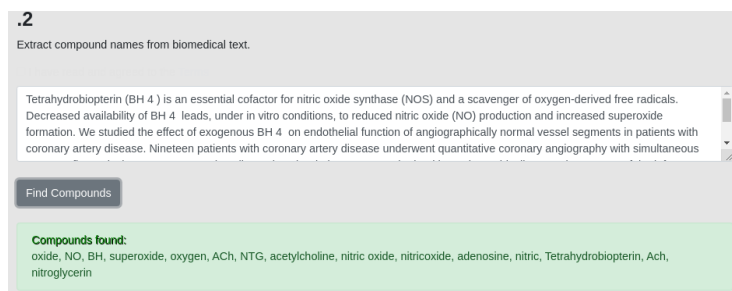 .2
Extract compound names from biomedical text.
Tetrahydrobiopterin (BH 4 ) is an essential cofactor for nitric oxide synthase (NOS) and a scavenger of oxygen-derived free radicals.
Decreased availability of BH 4 leads, under in vitro conditions, to reduced nitric oxide (NO) production and increased superoxide
formation. We studied the effect of exogenous BH 4 on endothelial function of angiographically normal vessel segments in patients with
coronary artery disease. Nineteen patients with coronary artery disease underwent quantitative coronary angiography with simultaneous
Find Compounds
Compounds found:
oxide, NO, BH, superoxide, oxygen, ACh, NTG, acetylcholine, nitric oxide, nitricoxide, adenosine, nitric, Tetrahydrobiopterin, Ach,
nitroglycerin